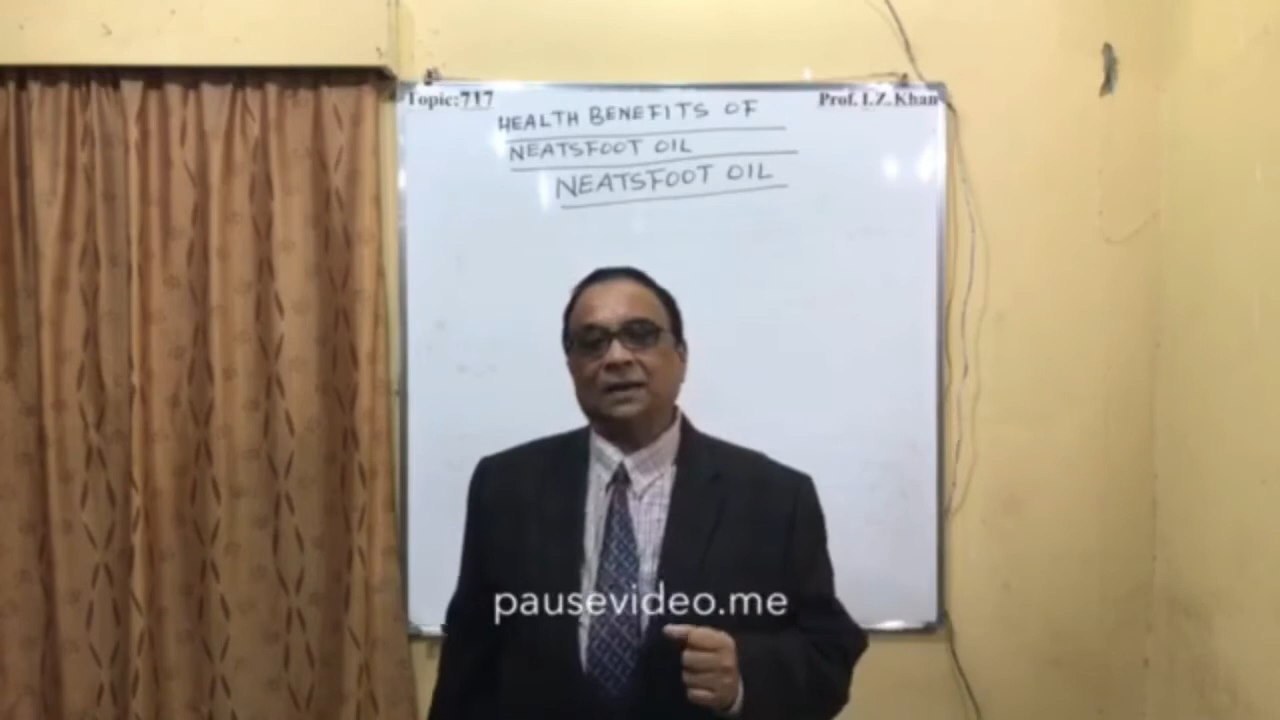 Topic:717
Prof. I.Z. Khan
HEALTH BENEFITS OF
NEATSFOOT OIL
NEATSFOOT OIL
pausevideo.me